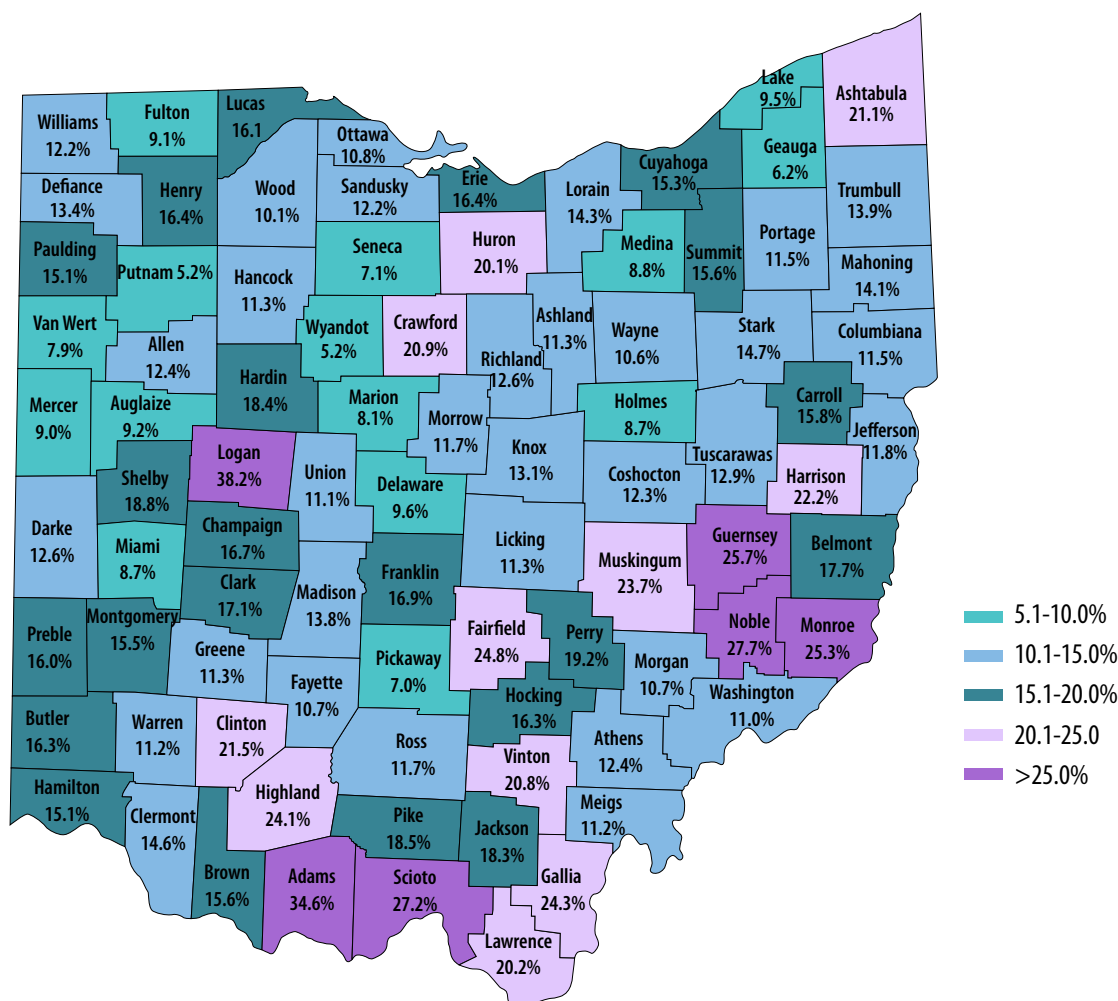 Lake
9.5%
Ashtabula
21.1%
Fulton
9.1%
Lucas
16.1
Williams
12.2%
Ottawa
10.8%
Geauga
6.2%
Cuyahoga
15.3%
Erie
16.4%
Lorain
14.3%
Defiance
13.4%
Henry
16.4%
Wood
10.1%
Sandusky
12.2%
Trumbull
13.9%
Paulding
15.1%
Putnam 5.2%
Seneca
7.1%
Huron
20.1%
Medina
8.8%
Summit
15.6%
Portage
11.5%
Mahoning
14.1%
Hancock
11.3%
Van Wert
7.9%
Allen
12.4%
Wyandot
5.2%
Crawford
20.9%
Ashland
11.3%
Richland
12.6%
Wayne
10.6%
Stark
14.7%
Columbiana
11.5%
Hardin
18.4%
Mercer
9.0%
Auglaize
9.2%
Marion
8.1%
Morrow
11.7%
Holmes
8.7%
Carroll
15.8%
Jefferson
11.8%
Logan
38.2%
Union
11.1%
Knox
13.1%
Tuscarawas
12.9%
Coshocton
12.3%
Harrison
22.2%
Shelby
18.8%
Delaware
9.6%
Darke
12.6%
Miami
8.7%
Champaign
16.7%
Licking
11.3%
Guernsey
25.7%
Belmont
17.7%
Muskingum
23.7%
Clark
17.1%
Franklin
16.9%
Madison
13.8%
Preble
16.0%
Montgomery
15.5%
Greene
11.3%
Fairfield
24.8%
Perry
19.2%
Noble
27.7%
Monroe
25.3%
Pickaway
7.0%
Morgan
10.7%
Fayette
10.7%
Hocking
16.3%
Washington
11.0%
Butler
16.3%
Warren
11.2%
Clinton
21.5%
Ross
11.7%
Vinton
20.8%
Athens
12.4%
Hamilton
15.1%
Clermont
14.6%
Highland
24.1%
Pike
18.5%
Jackson
18.3%
Meigs
11.2%
Brown
15.6%
Adams
34.6%
Scioto
27.2%
Gallia
24.3%
Lawrence
20.2%
5.1-10.0%
10.1-15.0%
15.1-20.0%
20.1-25.0
>25.0%